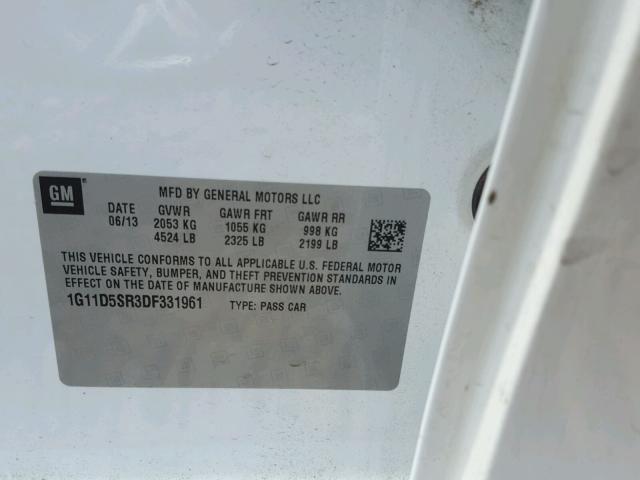 GM
MFD BY GENERAL MOTORS LLC
DATE GVWR GAWR FRT GAWR RR
06/13 2053 KG 1055 KG 998 KG
4524 LB 2325 LB 2199 LB
THIS VEHICLE CONFORMS TO ALL APPLICABLE U.S. FEDERAL MOTOR
VEHICLE SAFETY, BUMPER, AND THEFT PREVENTION STANDARDS IN
EFFECT ON THE DATE OF MANUFACTURE SHOWN ABOVE.
1G11D5SR3DF331961 TYPE: PASS CAR